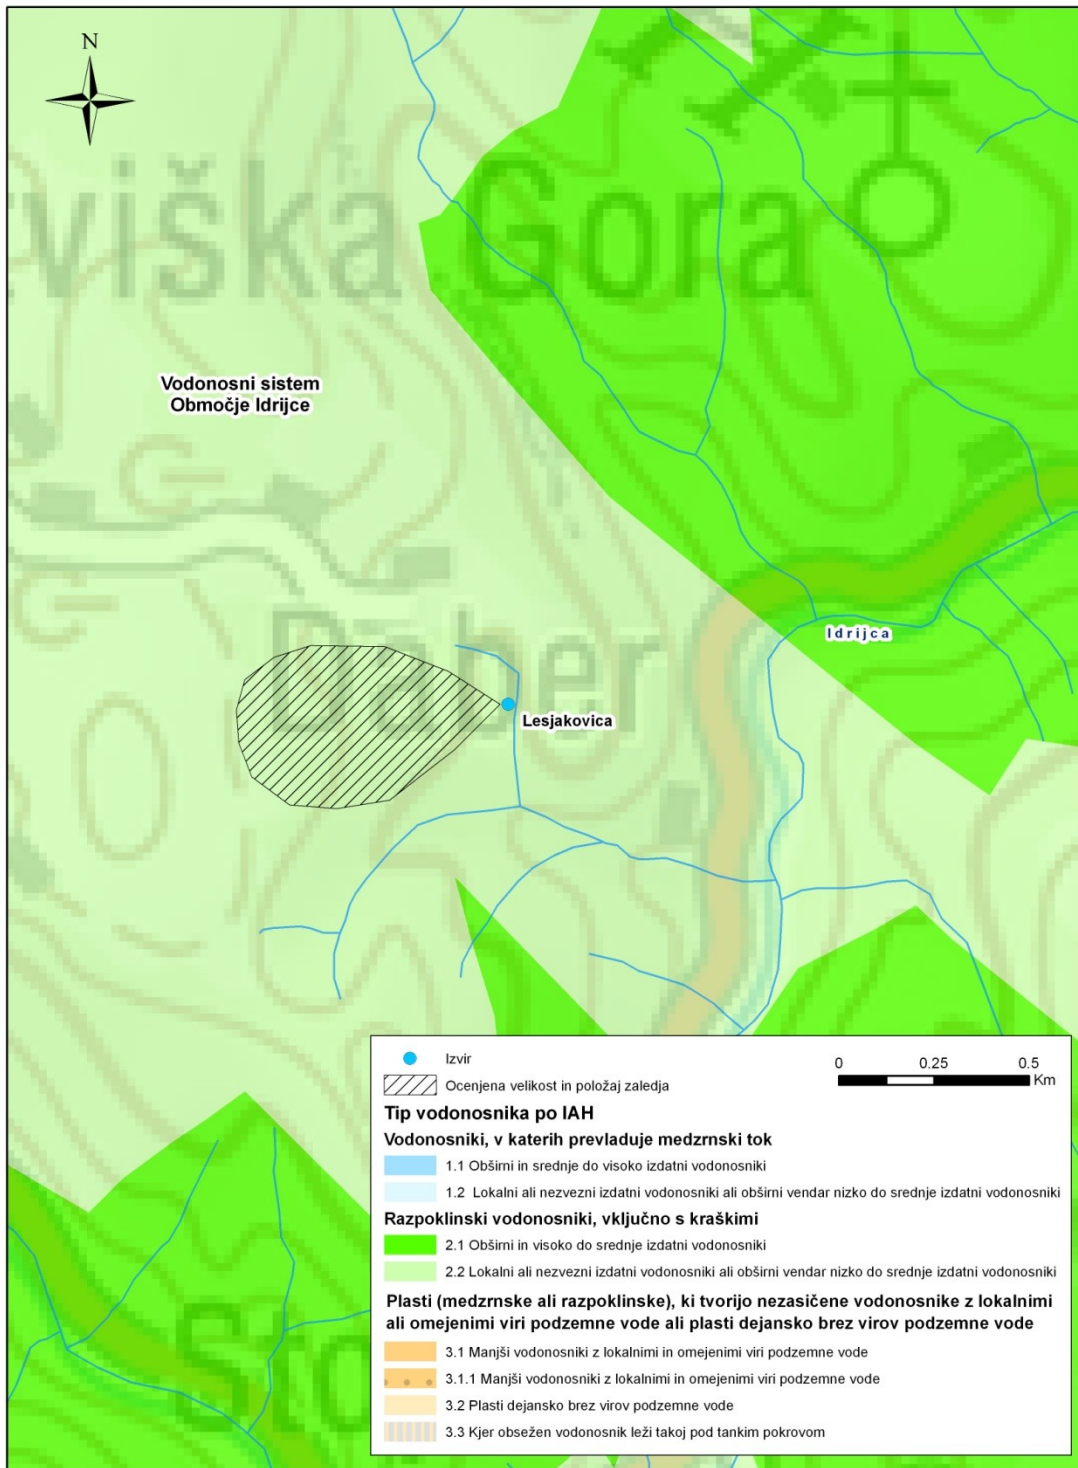 N
rviška Gora
Vodonosni sistem
Območje Idrijce
Daber
Idrijca
Lesjakovica
Izvir
Ocenjena velikost in položaj zaledja
0 0.25 0.5
Km
Tip vodonosnika po IAH
Vodonosniki, v katerih prevladuje medzrnski tok
1.1 Obširni in srednje do visoko izdatni vodonosniki
1.2 Lokalni ali nezvezni izdatni vodonosniki ali obširni vendar nizko do srednje izdatni vodonosniki
Razpoklinski vodonosniki, vključno s kraškimi
2.1 Obširni in visoko do srednje izdatni vodonosniki
2.2 Lokalni ali nezvezni izdatni vodonosniki ali obširni vendar nizko do srednje izdatni vodonosniki
Plasti (medzrnske ali razpoklinske), ki tvorijo nezasičene vodonosnike z lokalnimi
ali omejenimi viri podzemne vode ali plasti dejansko brez virov podzemne vode
3.1 Manjši vodonosniki z lokalnimi in omejenimi viri podzemne vode
3.1.1 Manjši vodonosniki z lokalnimi in omejenimi viri podzemne vode
3.2 Plasti dejansko brez virov podzemne vode
3.3 Kjer obsežen vodonosnik leži takoj pod tankim pokrovom